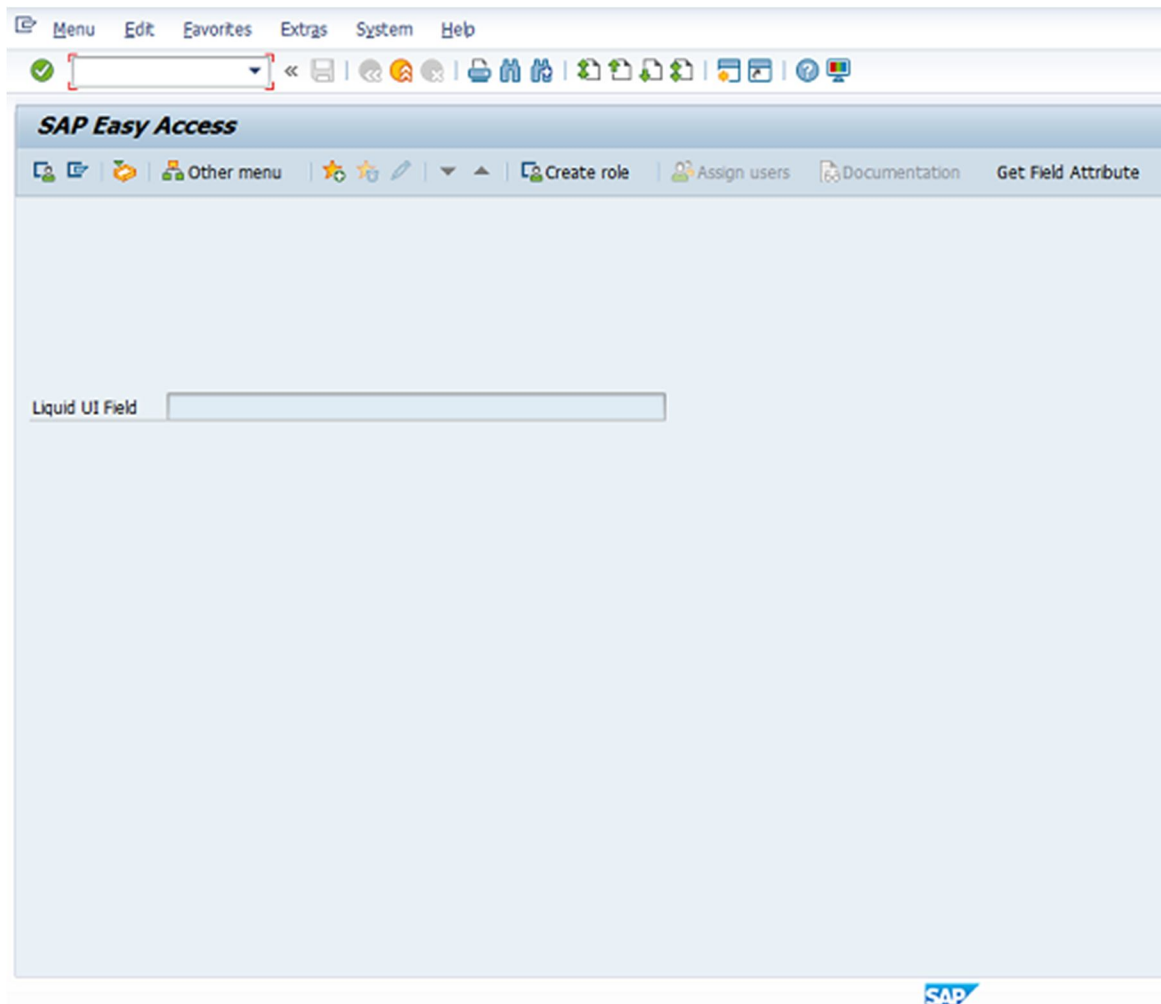 Menu Edit Favorites Extras System Help
SAP Easy Access
Other menu Create role Assign users Documentation Get Field Attribute
Liquid UI Field
SAP